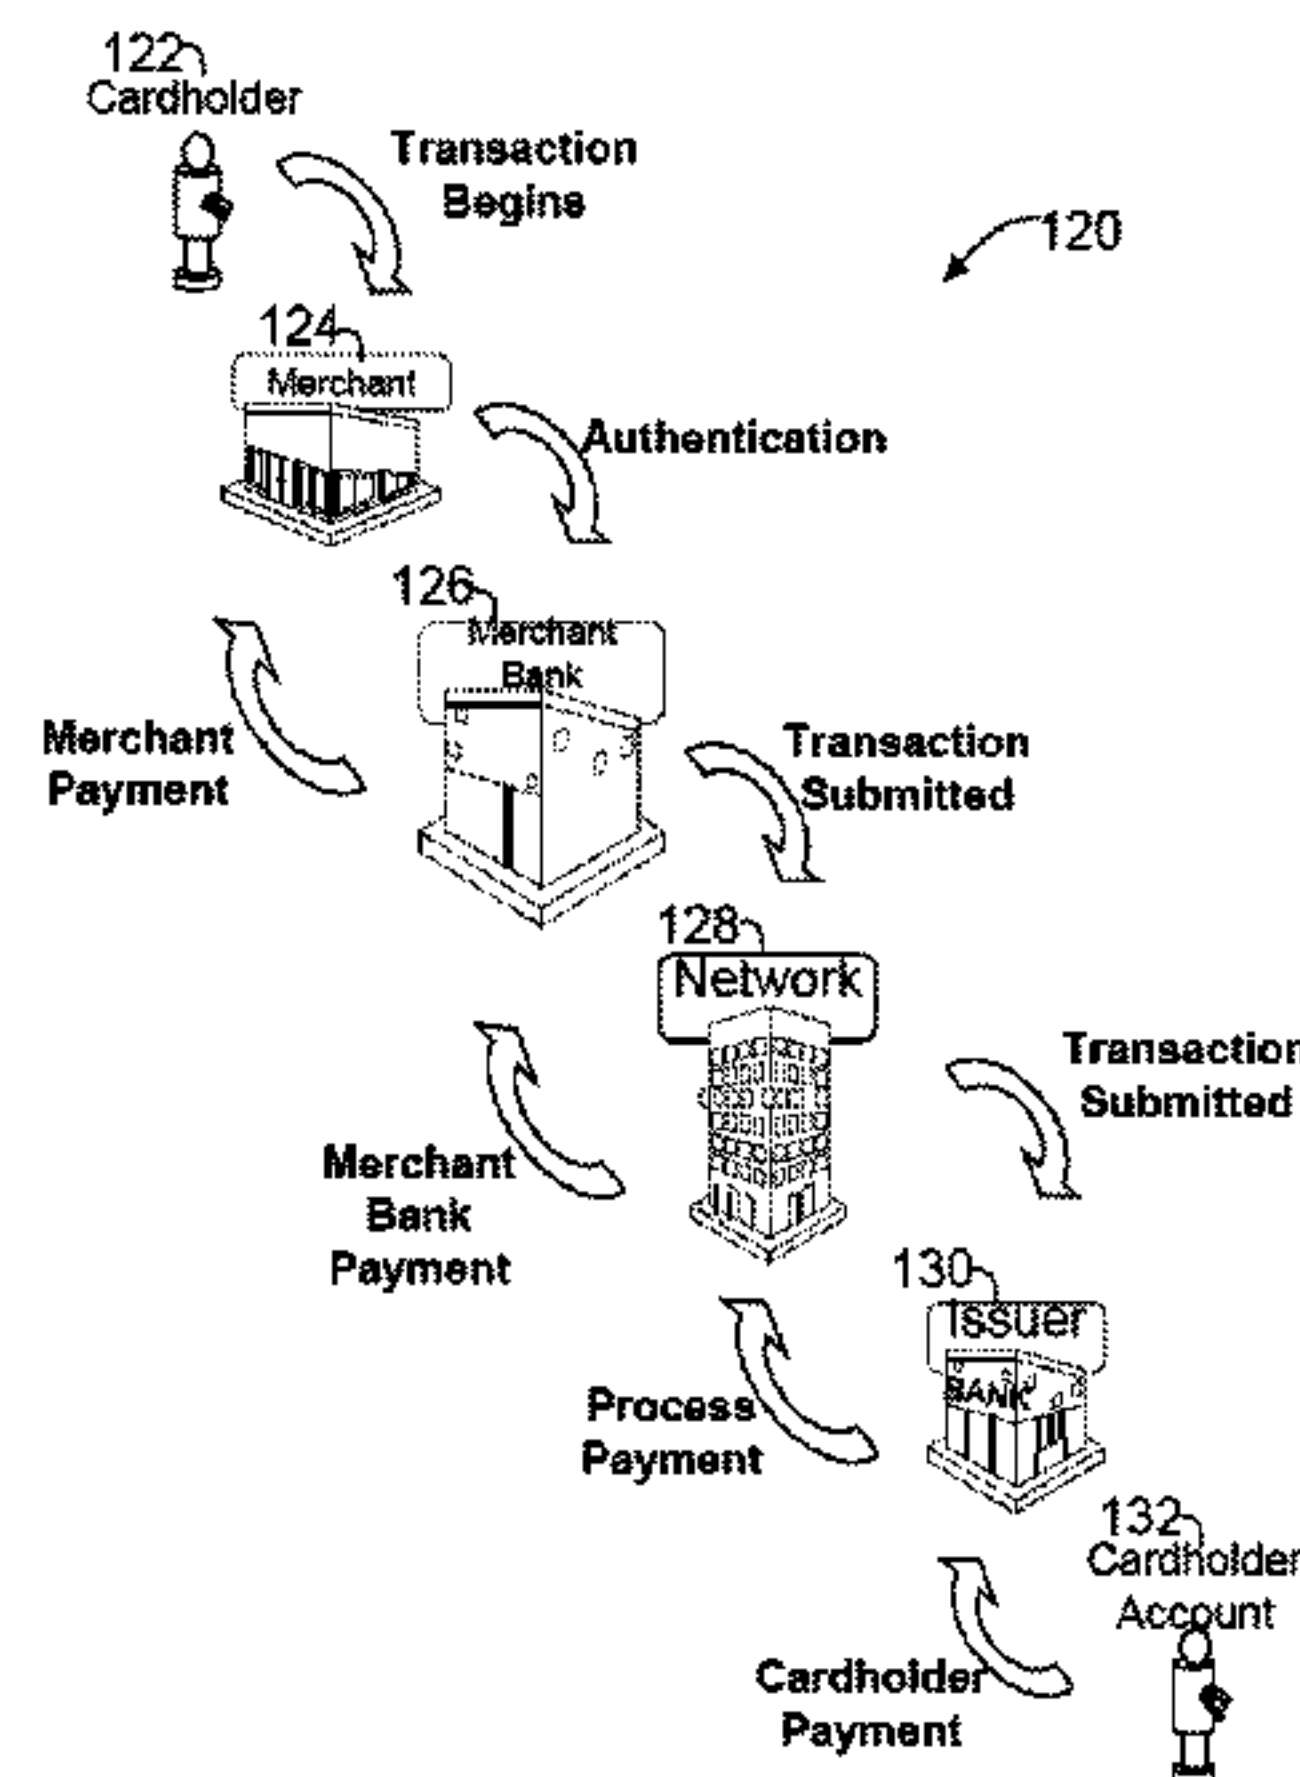 122
Cardholder
Transaction
Begins
120
124
Merchant
Authentication
126
Merchant
Bank
Merchant
Payment
Transaction
Submitted
128
Network
Transaction
Submitted
Merchant
Bank
Payment
130
Issuer
BANK
Process
Payment
132
Cardholder
Account
Cardholder
Payment